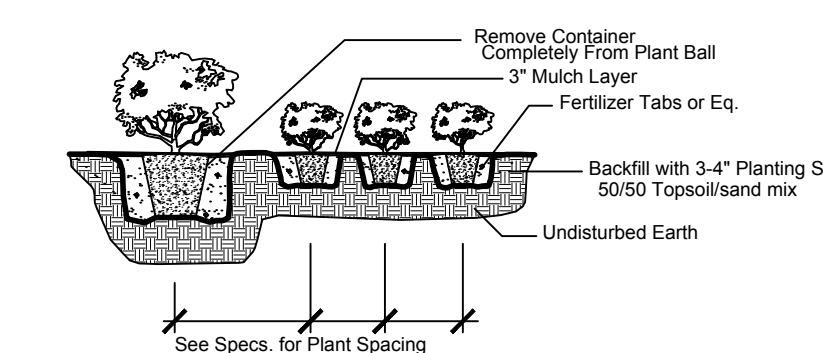 Remove Container
Completely From Plant Ball
3" Mulch Layer
Fertilizer Tabs or Eq.
Backfill with 3-4" Planting S
50/50 Topsoil/sand mix
Undisturbed Earth
See Specs. for Plant Spacing